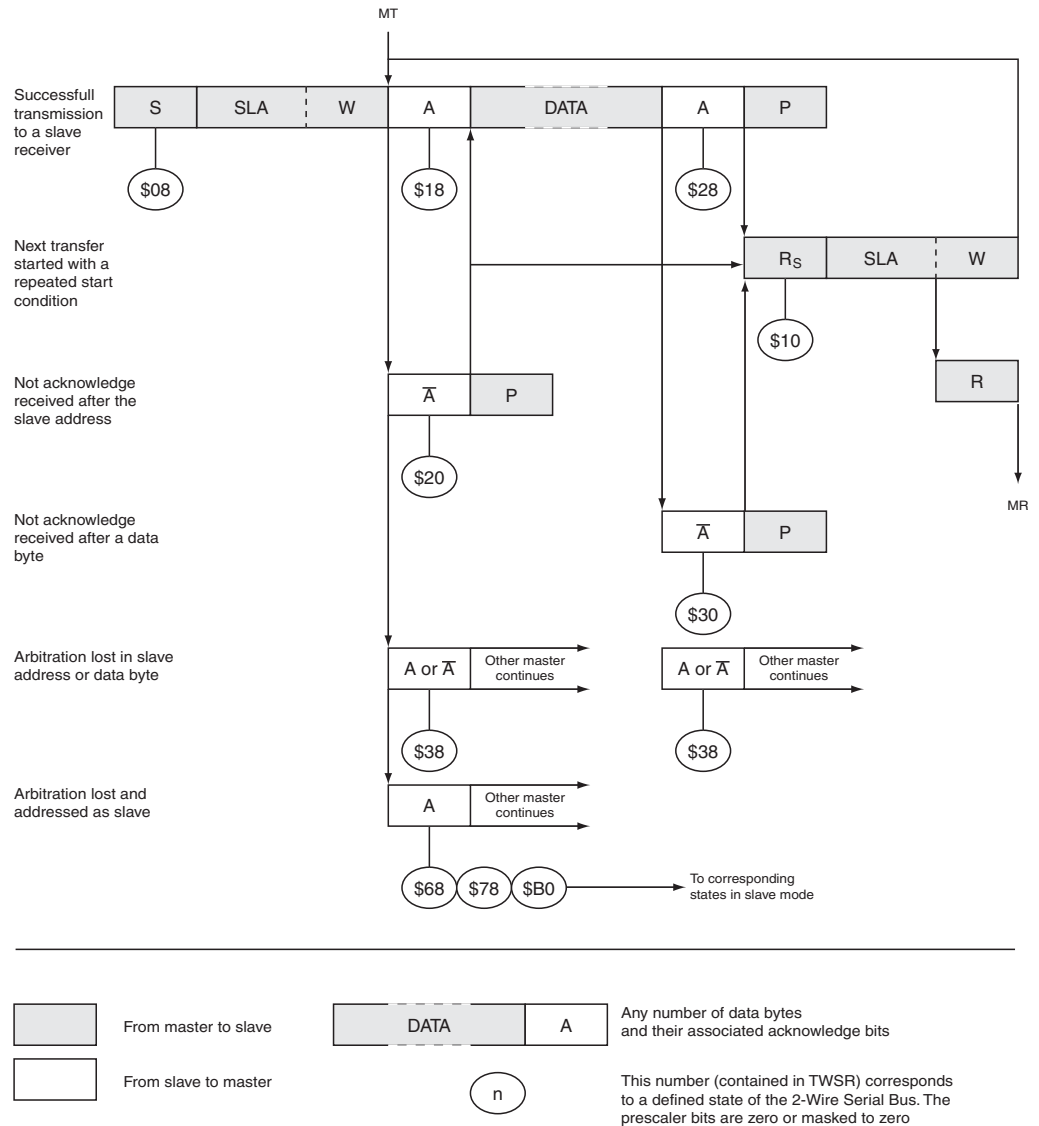 MT
Successfull
transmission
to a slave
receiver
S SLA W A DATA A P
$08 $18 $28
Next transfer
started with a
repeated start
condition
RS SLA W
$10
Not acknowledge
received after the
slave address
A̅ P
R
$20
MR
Not acknowledge
received after a data
byte
A̅ P
$30
Arbitration lost in slave
address or data byte
A or A̅
Other master
continues
A or A̅
Other master
continues
$38 $38
Arbitration lost and
addressed as slave
A
Other master
continues
$68 $78 $B0
To corresponding
states in slave mode
From master to slave
DATA A
Any number of data bytes
and their associated acknowledge bits
From slave to master
n
This number (contained in TWSR) corresponds
to a defined state of the 2-Wire Serial Bus. The
prescaler bits are zero or masked to zero